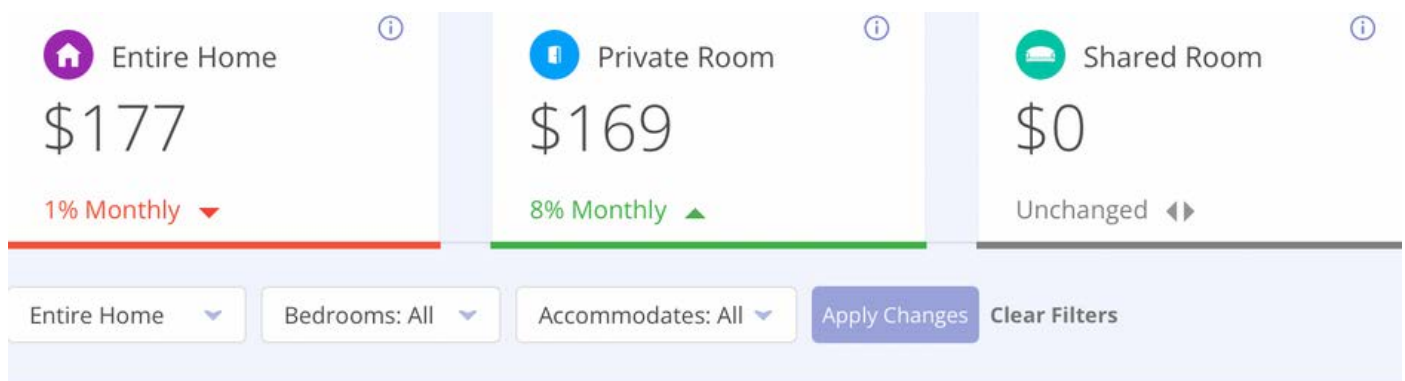 Entire Home
Private Room
Shared Room
$177
$169
$0
1% Monthly
8% Monthly
Unchanged
Entire Home
Bedrooms: All
Accommodates: All
Apply Changes
Clear Filters